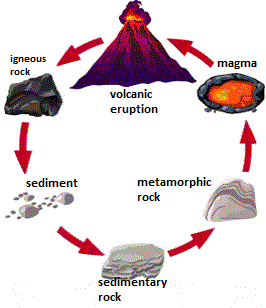 igneous
rock
volcanic
eruption
magma
sediment
metamorphic
rock
sedimentary
rock